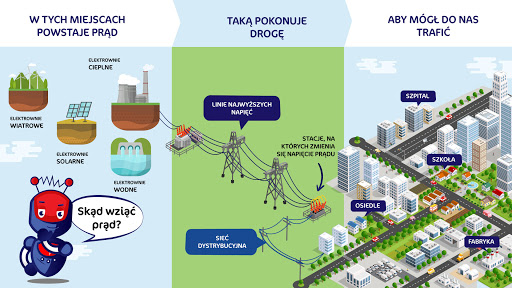 W TYCH MIEJSCACH
POWSTAJE PRĄD
TAKĄ POKONUJE
DROGĘ
ABY MÓGŁ DO NAS
TRAFIĆ
ELEKTROWNIE
CIEPLNE
ELEKTROWNIE
WIATROWE
ELEKTROWNIE
SOLARNE
ELEKTROWNIE
WODNE
Skąd wziąć
prąd?
LINIE NAJWYŻSZYCH
NAPIĘĆ
STACJE, NA
KTÓRYCH ZMIENIA
SIĘ NAPIĘCIE PRĄDU
SIEĆ
DYSTRYBUCYJNA
SZPITAL
SZKOŁA
OSIEDLE
FABRYKA